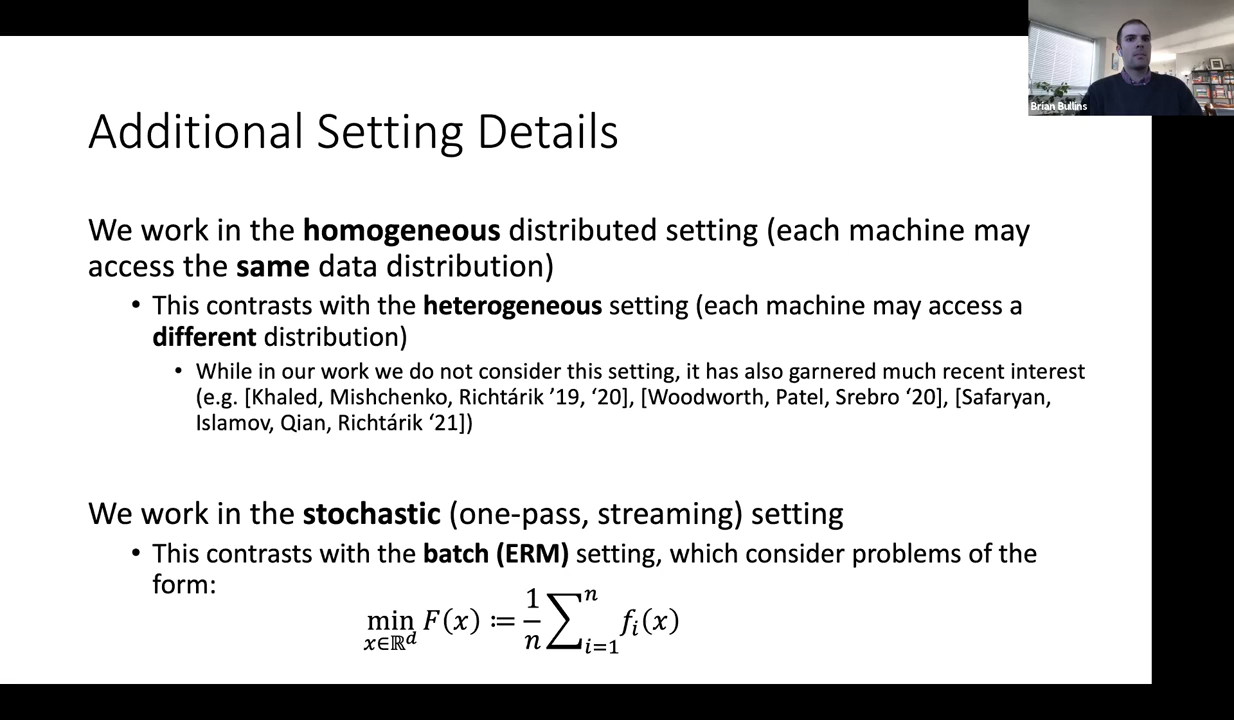 Brian Bullins
Additional Setting Details
We work in the homogeneous distributed setting (each machine may
access the same data distribution)
• This contrasts with the heterogeneous setting (each machine may access a
different distribution)
• While in our work we do not consider this setting, it has also garnered much recent interest
(e.g. [Khaled, Mishchenko, Richtárik ’19, ‘20], [Woodworth, Patel, Srebro ‘20], [Safaryan,
Islamov, Qian, Richtárik ‘21])
We work in the stochastic (one-pass, streaming) setting
• This contrasts with the batch (ERM) setting, which consider problems of the
form:
min_{x∈ℝ^d} F(x) ≔ 1/n ∑_{i=1}^n f_i(x)